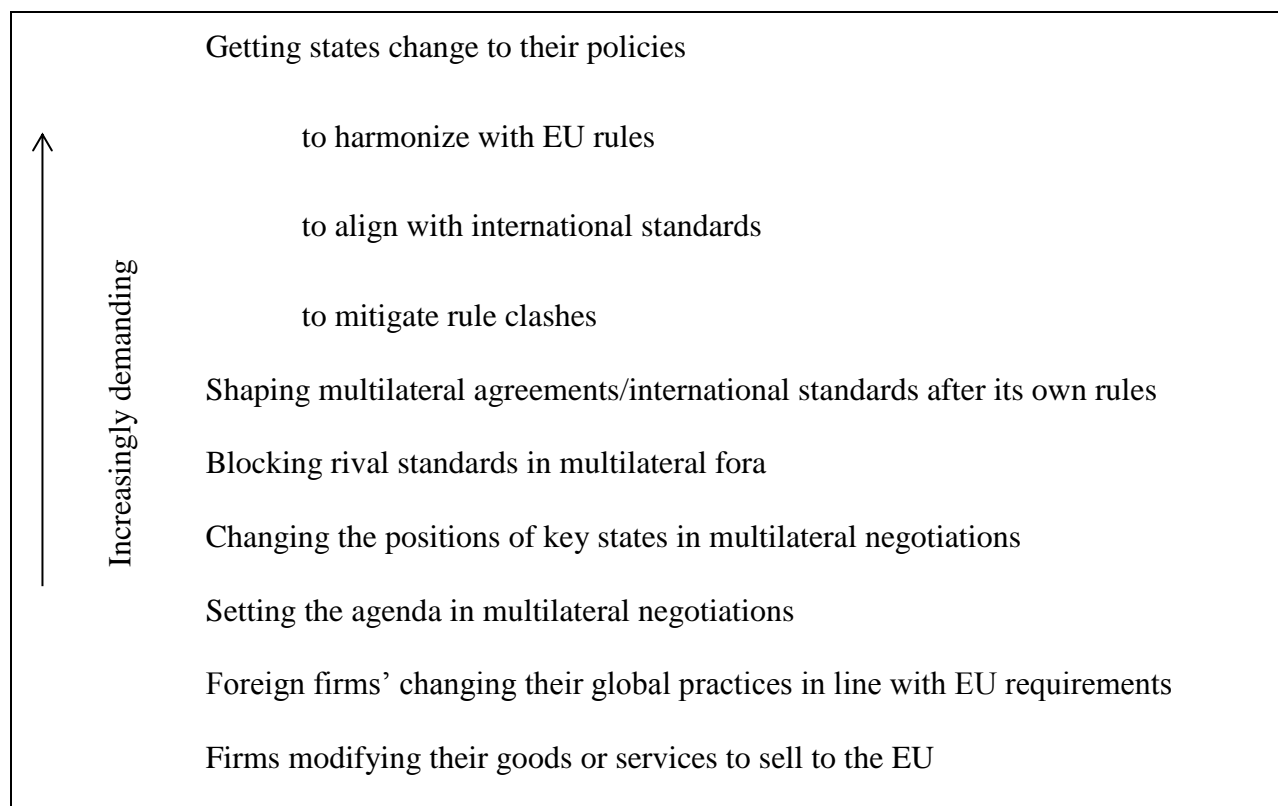 Getting states change to their policies
to harmonize with EU rules
to align with international standards
to mitigate rule clashes
Increasingly demanding
Shaping multilateral agreements/international standards after its own rules
Blocking rival standards in multilateral fora
Changing the positions of key states in multilateral negotiations
Setting the agenda in multilateral negotiations
Foreign firms’ changing their global practices in line with EU requirements
Firms modifying their goods or services to sell to the EU